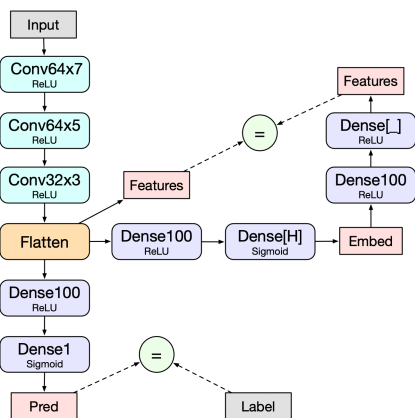 Input
Conv64x7
ReLU
Conv64x5
ReLU
Conv32x3
ReLU
Flatten
Dense100
ReLU
Dense1
Sigmoid
Pred
=
Label
Features
Dense100
ReLU
Dense[H]
Sigmoid
Embed
Dense100
ReLU
Dense[_]
ReLU
Features
=